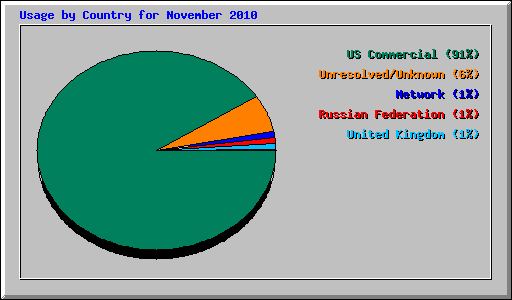 Usage by Country for November 2010
US Commercial (91%)
Unresolved/Unknown (6%)
Network (1%)
Russian Federation (1%)
United Kingdom (1%)